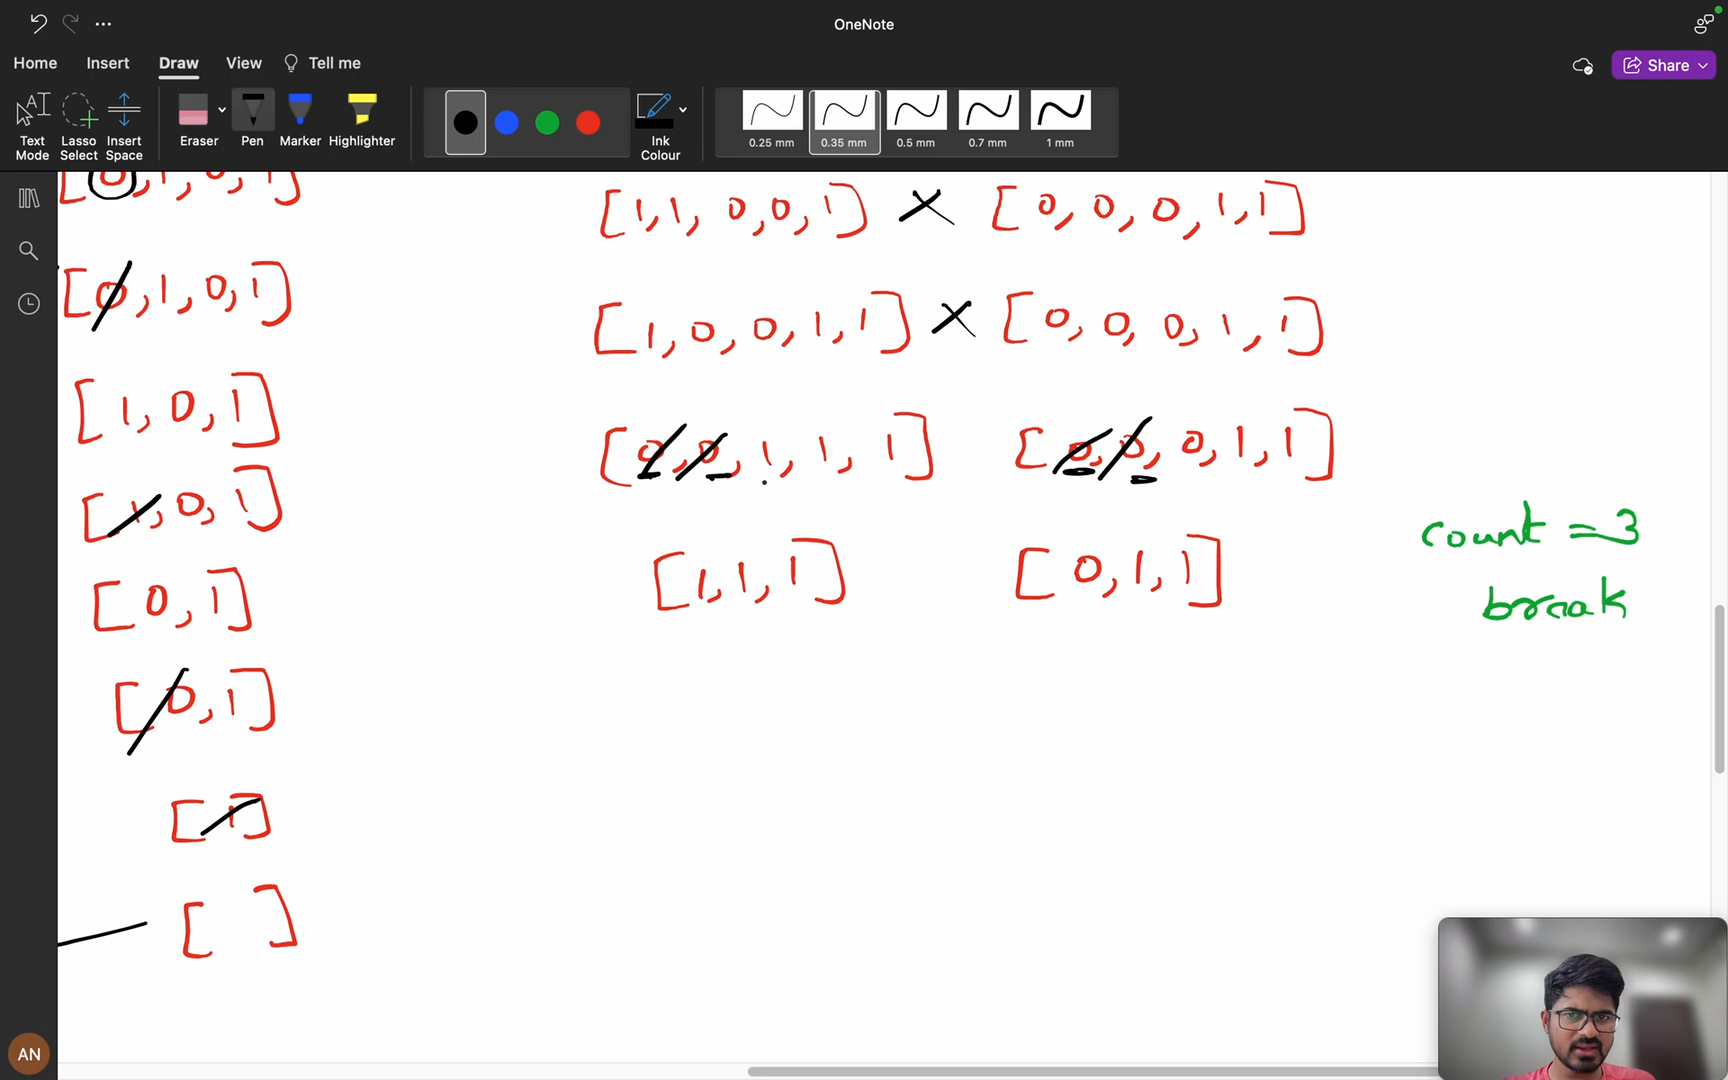 OneNote
Home Insert Draw View Tell me
Share
Text Mode
Lasso Select
Insert Space
Eraser
Pen
Marker
Highlighter
Ink Colour
0.25 mm
0.35 mm
0.5 mm
0.7 mm
1 mm
[0,1,0,1]
[0,1,0,1]
[1,0,1]
[1,0,1]
[0,1]
[0,1]
[1]
[ ]
[1,1,0,0,1] × [0,0,0,1,1]
[1,0,0,1,1] × [0,0,0,1,1]
[0,0,1,1,1] [0,0,0,1,1]
[1,1,1] [0,1,1]
count = 3
break
AN